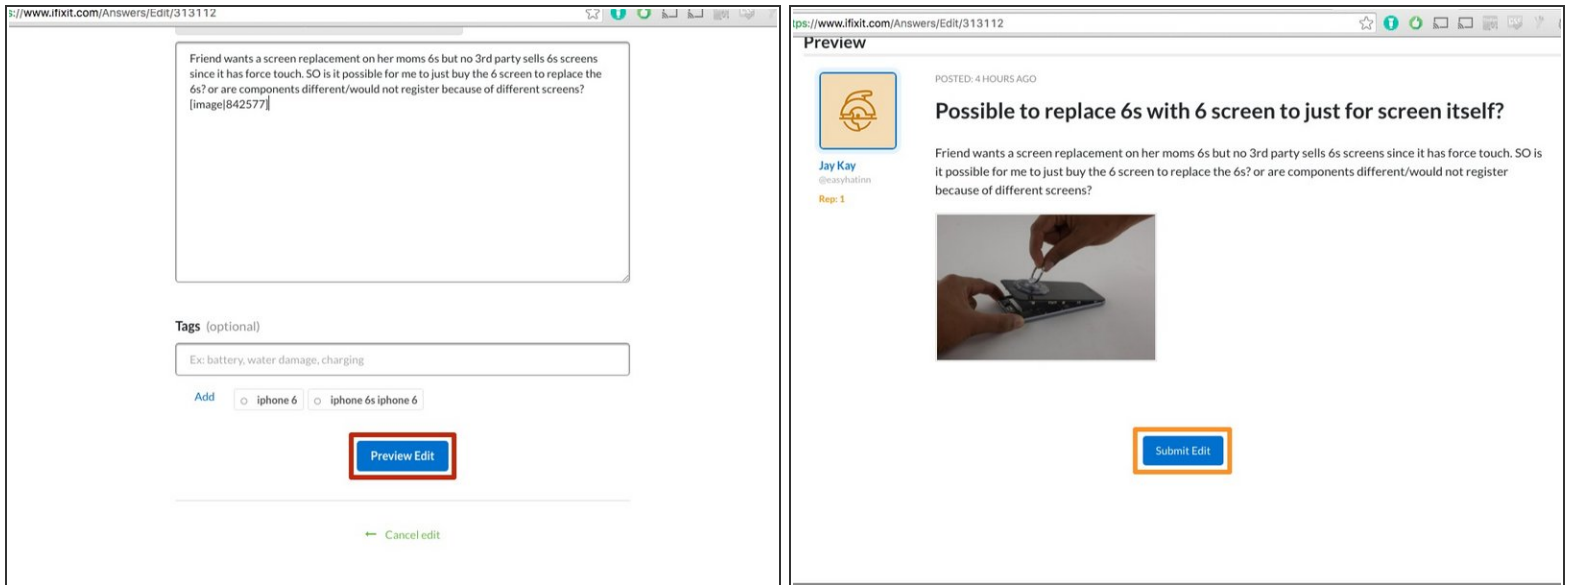 s://www.ifixit.com/Answers/Edit/313112
Friend wants a screen replacement on her moms 6s but no 3rd party sells 6s screens
since it has force touch. SO is it possible for me to just buy the 6 screen to replace the
6s? or are components different/would not register because of different screens?
[image|842577]
Tags (optional)
Ex: battery, water damage, charging
Add iphone 6 iphone 6s iphone 6
Preview Edit
← Cancel edit
tps://www.ifixit.com/Answers/Edit/313112
Preview
POSTED: 4 HOURS AGO
Possible to replace 6s with 6 screen to just for screen itself?
Jay Kay
@easyhatinn
Rep: 1
Friend wants a screen replacement on her moms 6s but no 3rd party sells 6s screens since it has force touch. SO is
it possible for me to just buy the 6 screen to replace the 6s? or are components different/would not register
because of different screens?
Submit Edit